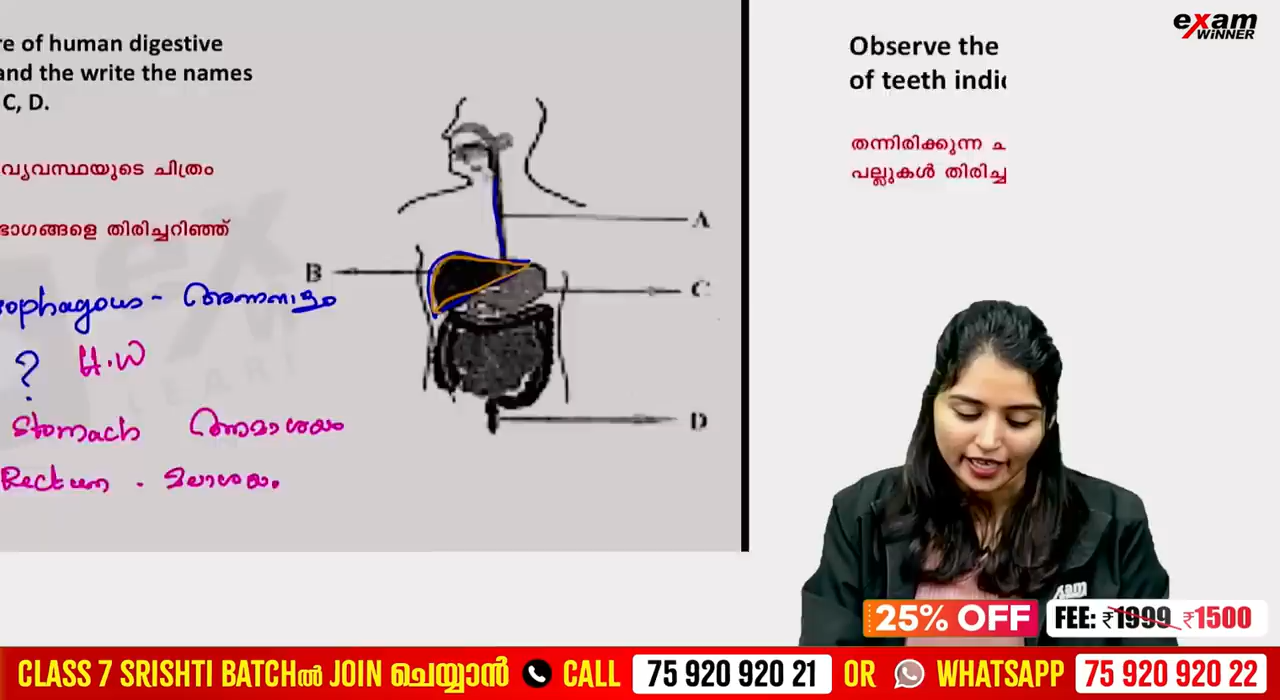 re of human digestive
and the write the names
C, D.
വ്യവസ്ഥയുടെ ചിത്രം
ഭാഗങ്ങളെ തിരിച്ചറിഞ്ഞ്
sophagous - അന്നനാളം
? H.W
Stomach ആമാശയം
Rectum - മലാശയം
A
B
C
D
Observe the
of teeth indic
തന്നിരിക്കുന്ന ച
പല്ലുകൾ തിരിച്ച
exam
WINNER
25% OFF FEE: ₹1999 ₹1500
CLASS 7 SRISHTI BATCHൽ JOIN ചെയ്യാൻ CALL 75 920 920 21 OR WHATSAPP 75 920 920 22